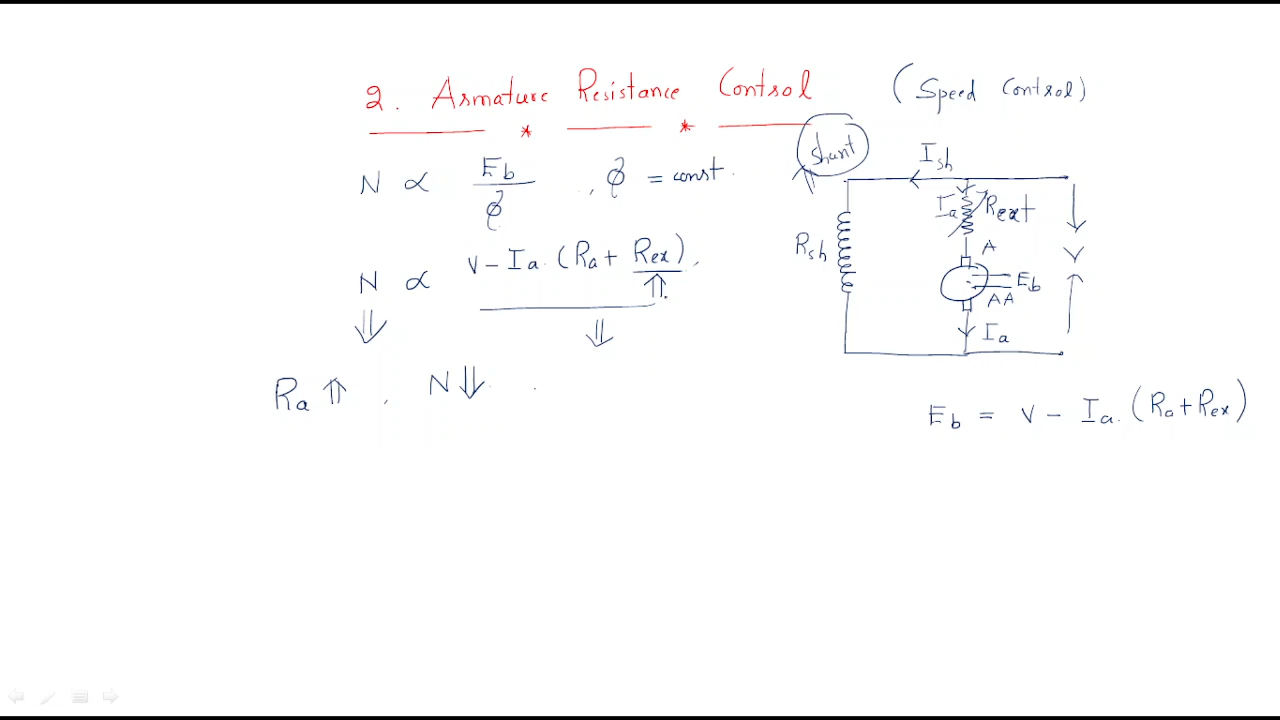 2. Armature Resistance Control (Speed Control)
shunt
N ∝ Eb / φ , φ = const.
N ∝ V - Ia. (Ra + Rex) ,
⇑
⇓ ⇓
Ra ⇑ , N ⇓ .
Ish
Ia Rext
Rsh
A
Eb
AA
V
Ia
Eb = V - Ia. (Ra + Rex)